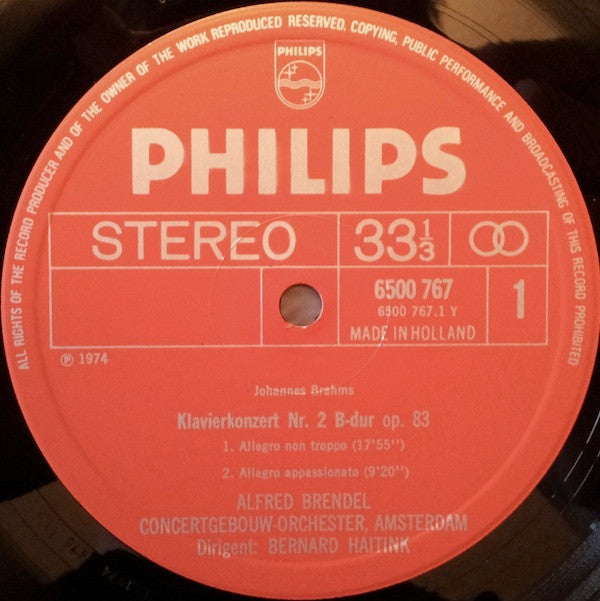 ALL RIGHTS OF THE RECORD PRODUCER AND OF THE OWNER OF THE WORK REPRODUCED RESERVED. COPYING, PUBLIC PERFORMANCE AND BROADCASTING OF THIS RECORD PROHIBITED
PHILIPS
PHILIPS
STEREO
33⅓
6500 767
6500 767.1 Y
1
MADE IN HOLLAND
℗ 1974
Johannes Brahms
Klavierkonzert Nr. 2 B-dur op. 83
1. Allegro non troppo (17'55")
2. Allegro appassionato (9'20")
ALFRED BRENDEL
CONCERTGEBOUW-ORCHESTER, AMSTERDAM
Dirigent: BERNARD HAITINK